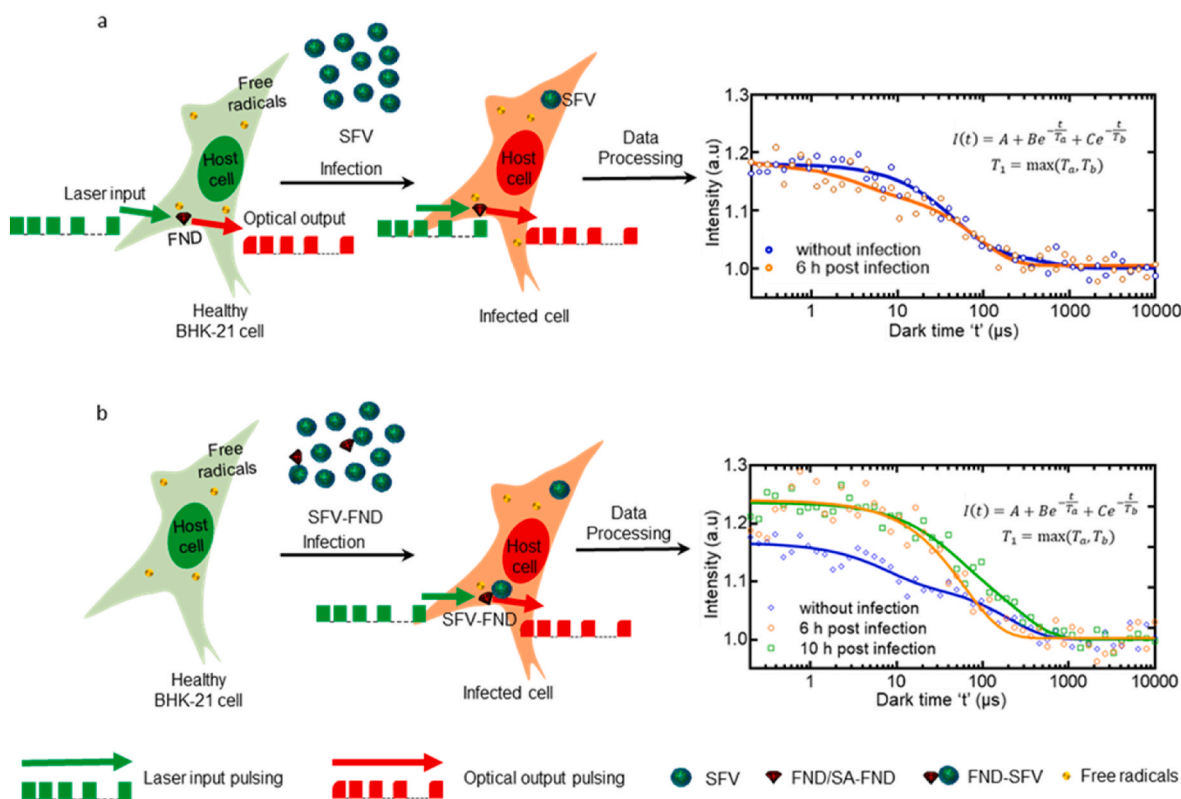 a
Free
radicals
SFV
SFV
Host
cell
Infection
Host
cell
Data
Processing
Laser input
FND
Optical output
Healthy
BHK-21 cell
Infected cell
Intensity (a.u)
1.3
1.2
1.1
1.0
I(t) = A + Be^{-\frac{t}{T_a}} + Ce^{-\frac{t}{T_b}}
T_1 = max(T_a, T_b)
without infection
6 h post infection
1 10 100 1000 10000
Dark time 't' (µs)
b
Free
radicals
Host
cell
SFV-FND
Infection
Host
cell
SFV-FND
Data
Processing
Healthy
BHK-21 cell
Infected cell
Intensity (a.u)
1.3
1.2
1.1
1.0
I(t) = A + Be^{-\frac{t}{T_a}} + Ce^{-\frac{t}{T_b}}
T_1 = max(T_a, T_b)
without infection
6 h post infection
10 h post infection
1 10 100 1000 10000
Dark time 't' (µs)
Laser input pulsing
Optical output pulsing
SFV
FND/SA-FND
FND-SFV
Free radicals